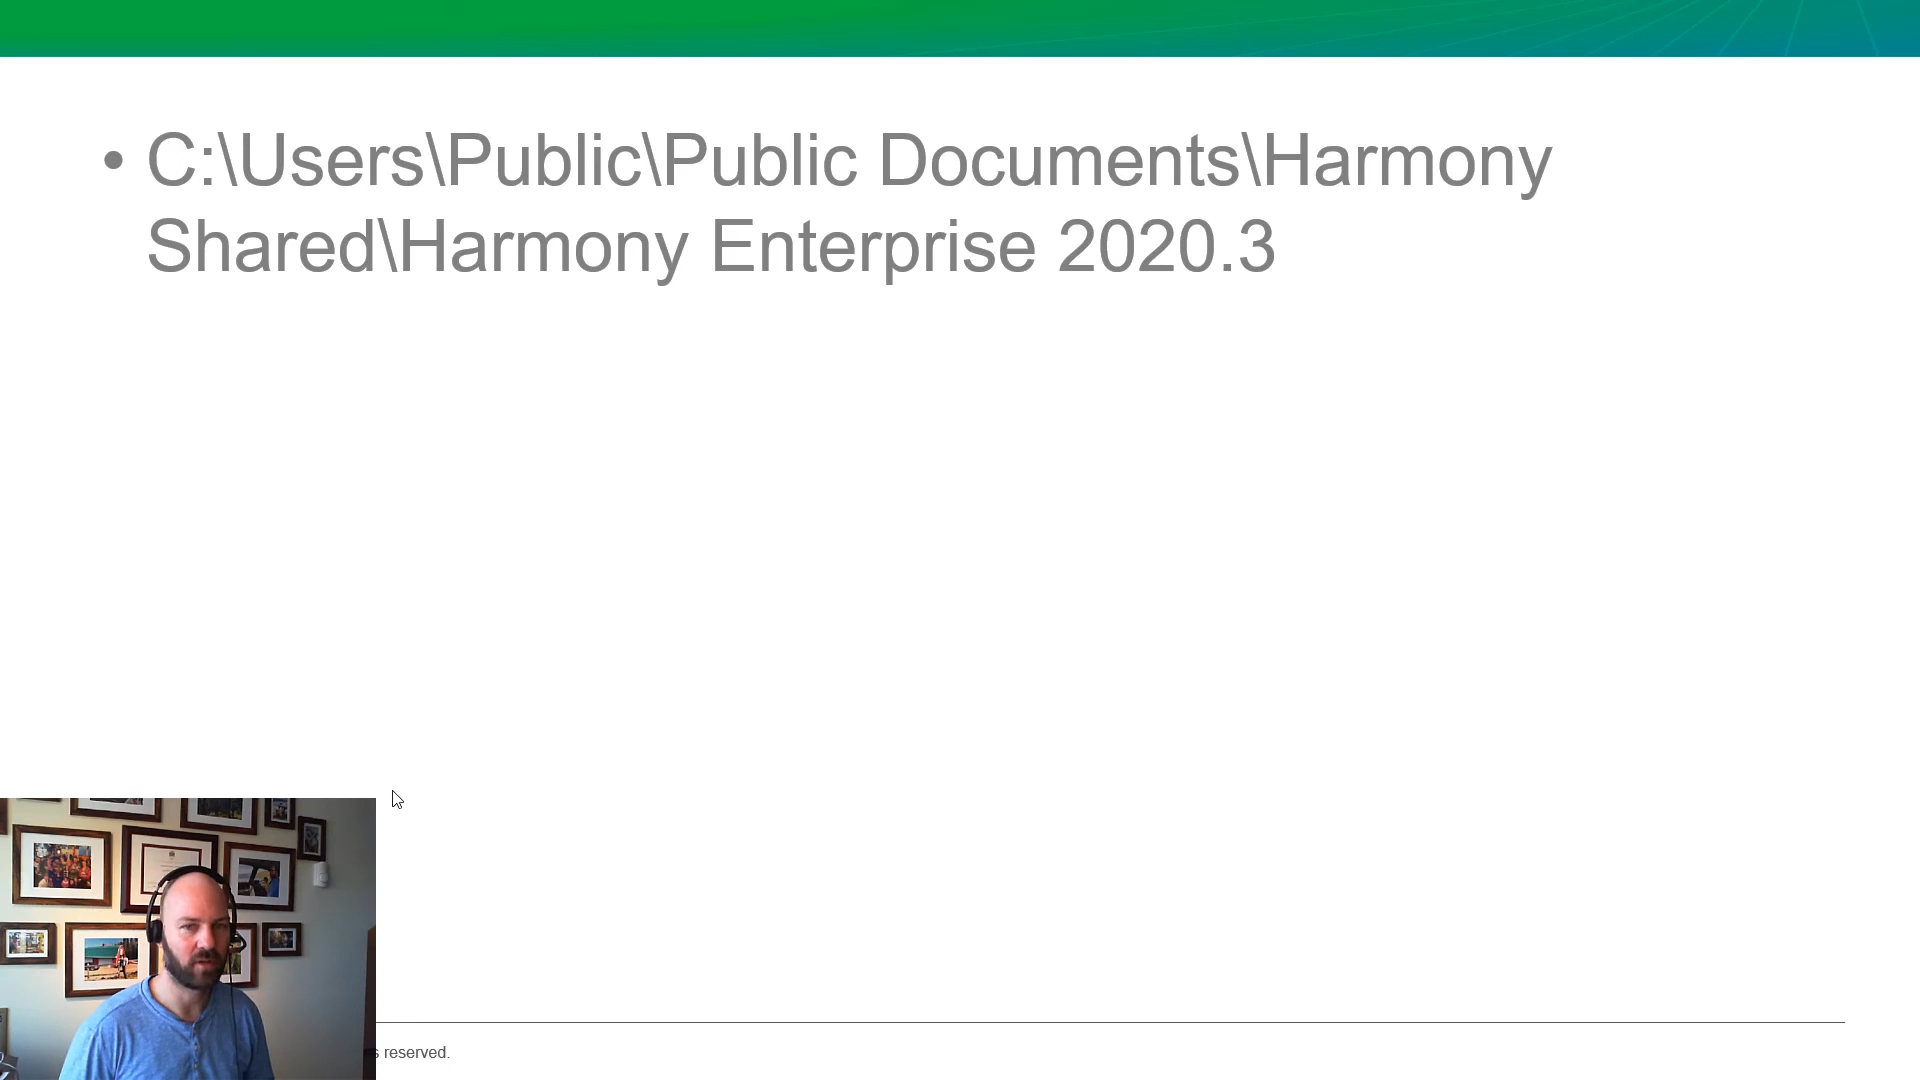 • C:\Users\Public\Public Documents\Harmony
Shared\Harmony Enterprise 2020.3
reserved.